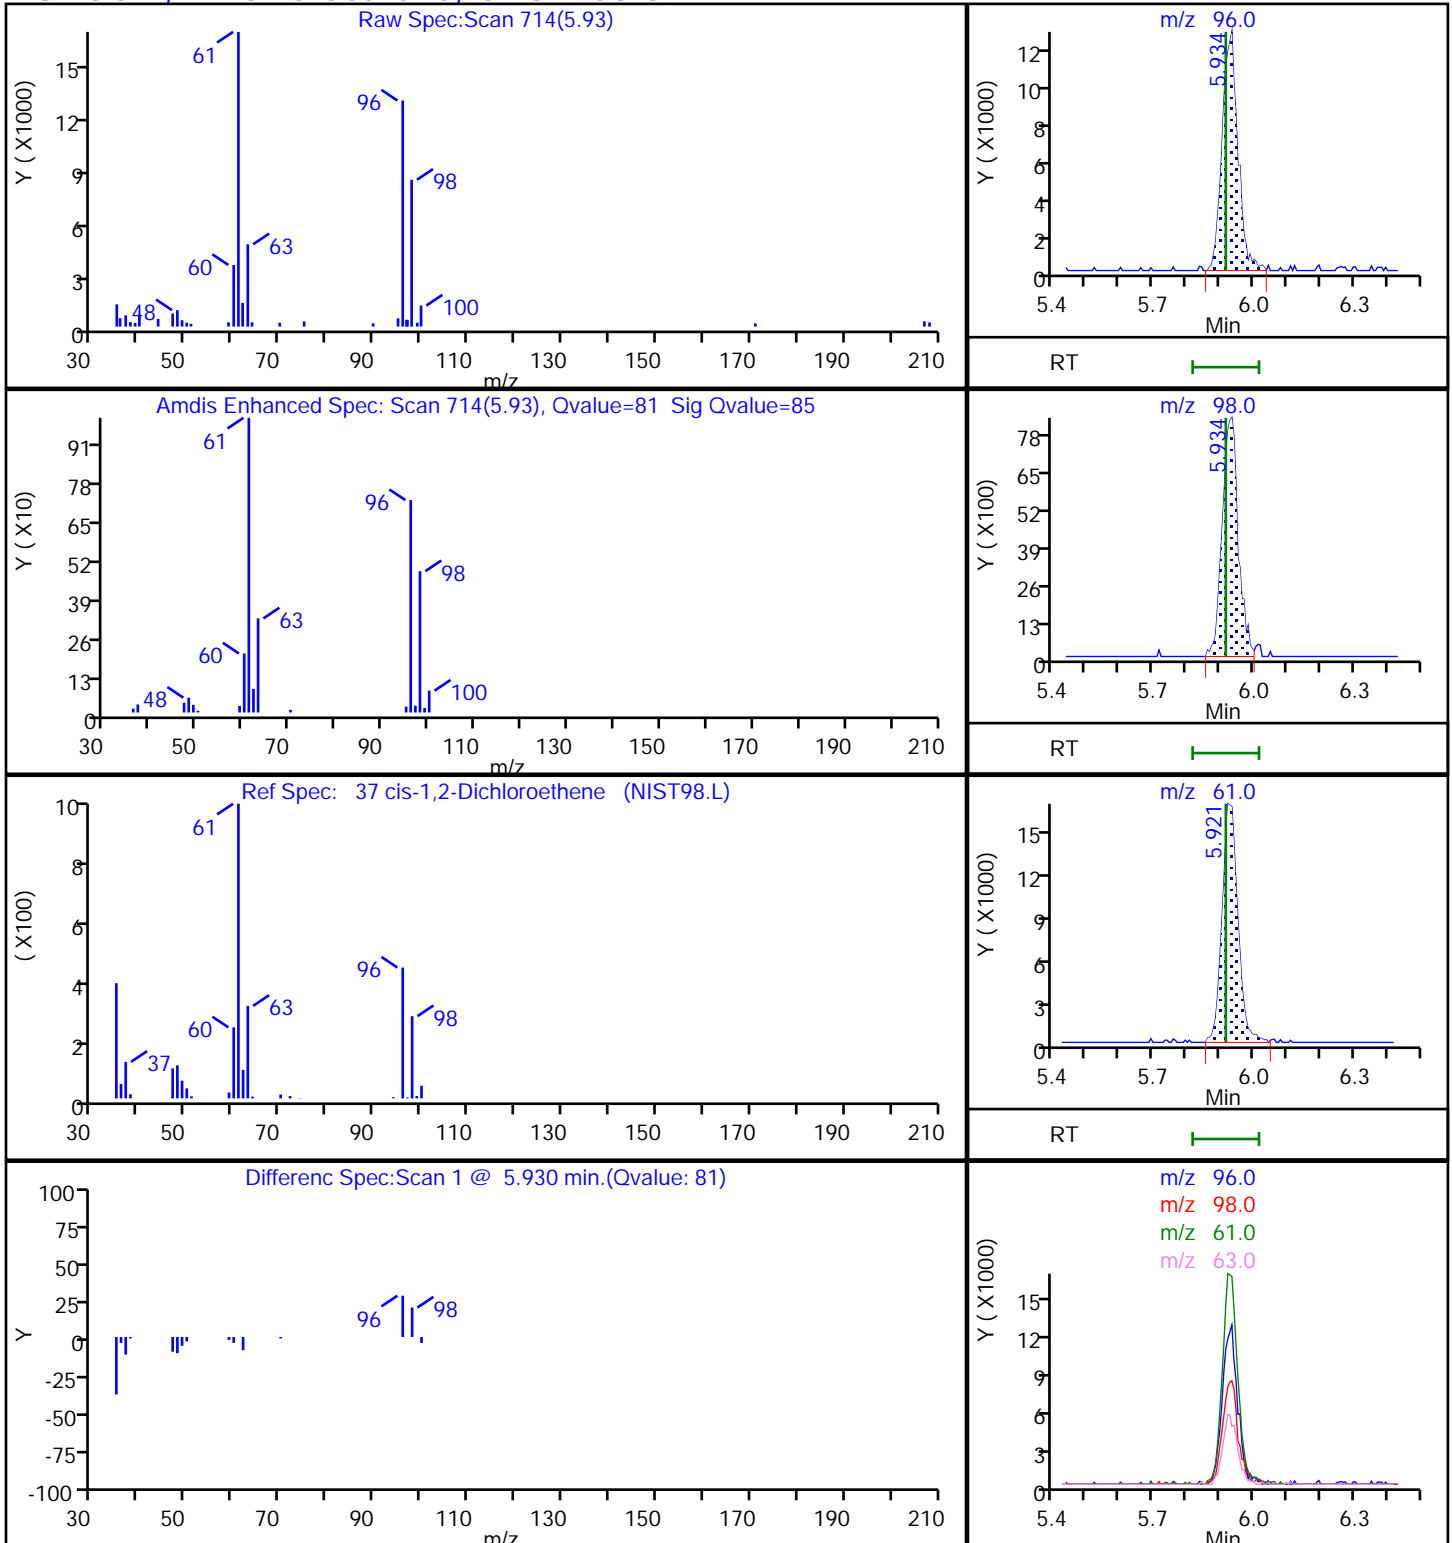 Raw Spec:Scan 714(5.93)
Y ( X1000)
15
12
9
6
3
0
61
96
98
63
60
48
100
30 50 70 90 110 130 150 170 190 210
m/z
m/z 96.0
Y ( X1000)
12
10
8
6
4
2
0
5.934
5.4 5.7 6.0 6.3
Min
RT
Amdis Enhanced Spec: Scan 714(5.93), Qvalue=81 Sig Qvalue=85
Y ( X10)
91
78
65
52
39
26
13
0
61
96
98
63
60
48
100
30 50 70 90 110 130 150 170 190 210
m/z
m/z 98.0
Y ( X100)
78
65
52
39
26
13
0
5.934
5.4 5.7 6.0 6.3
Min
RT
Ref Spec: 37 cis-1,2-Dichloroethene (NIST98.L)
( X100)
10
8
6
4
2
0
61
96
98
63
60
37
30 50 70 90 110 130 150 170 190 210
m/z 61.0
Y ( X1000)
15
12
9
6
3
0
5.921
5.4 5.7 6.0 6.3
Min
RT
Differenc Spec:Scan 1 @ 5.930 min.(Qvalue: 81)
Y
100
75
50
25
0
-25
-50
-75
-100
96
98
30 50 70 90 110 130 150 170 190 210
m/z
m/z 96.0
m/z 98.0
m/z 61.0
m/z 63.0
Y ( X1000)
15
12
9
6
3
0
5.4 5.7 6.0 6.3
Min